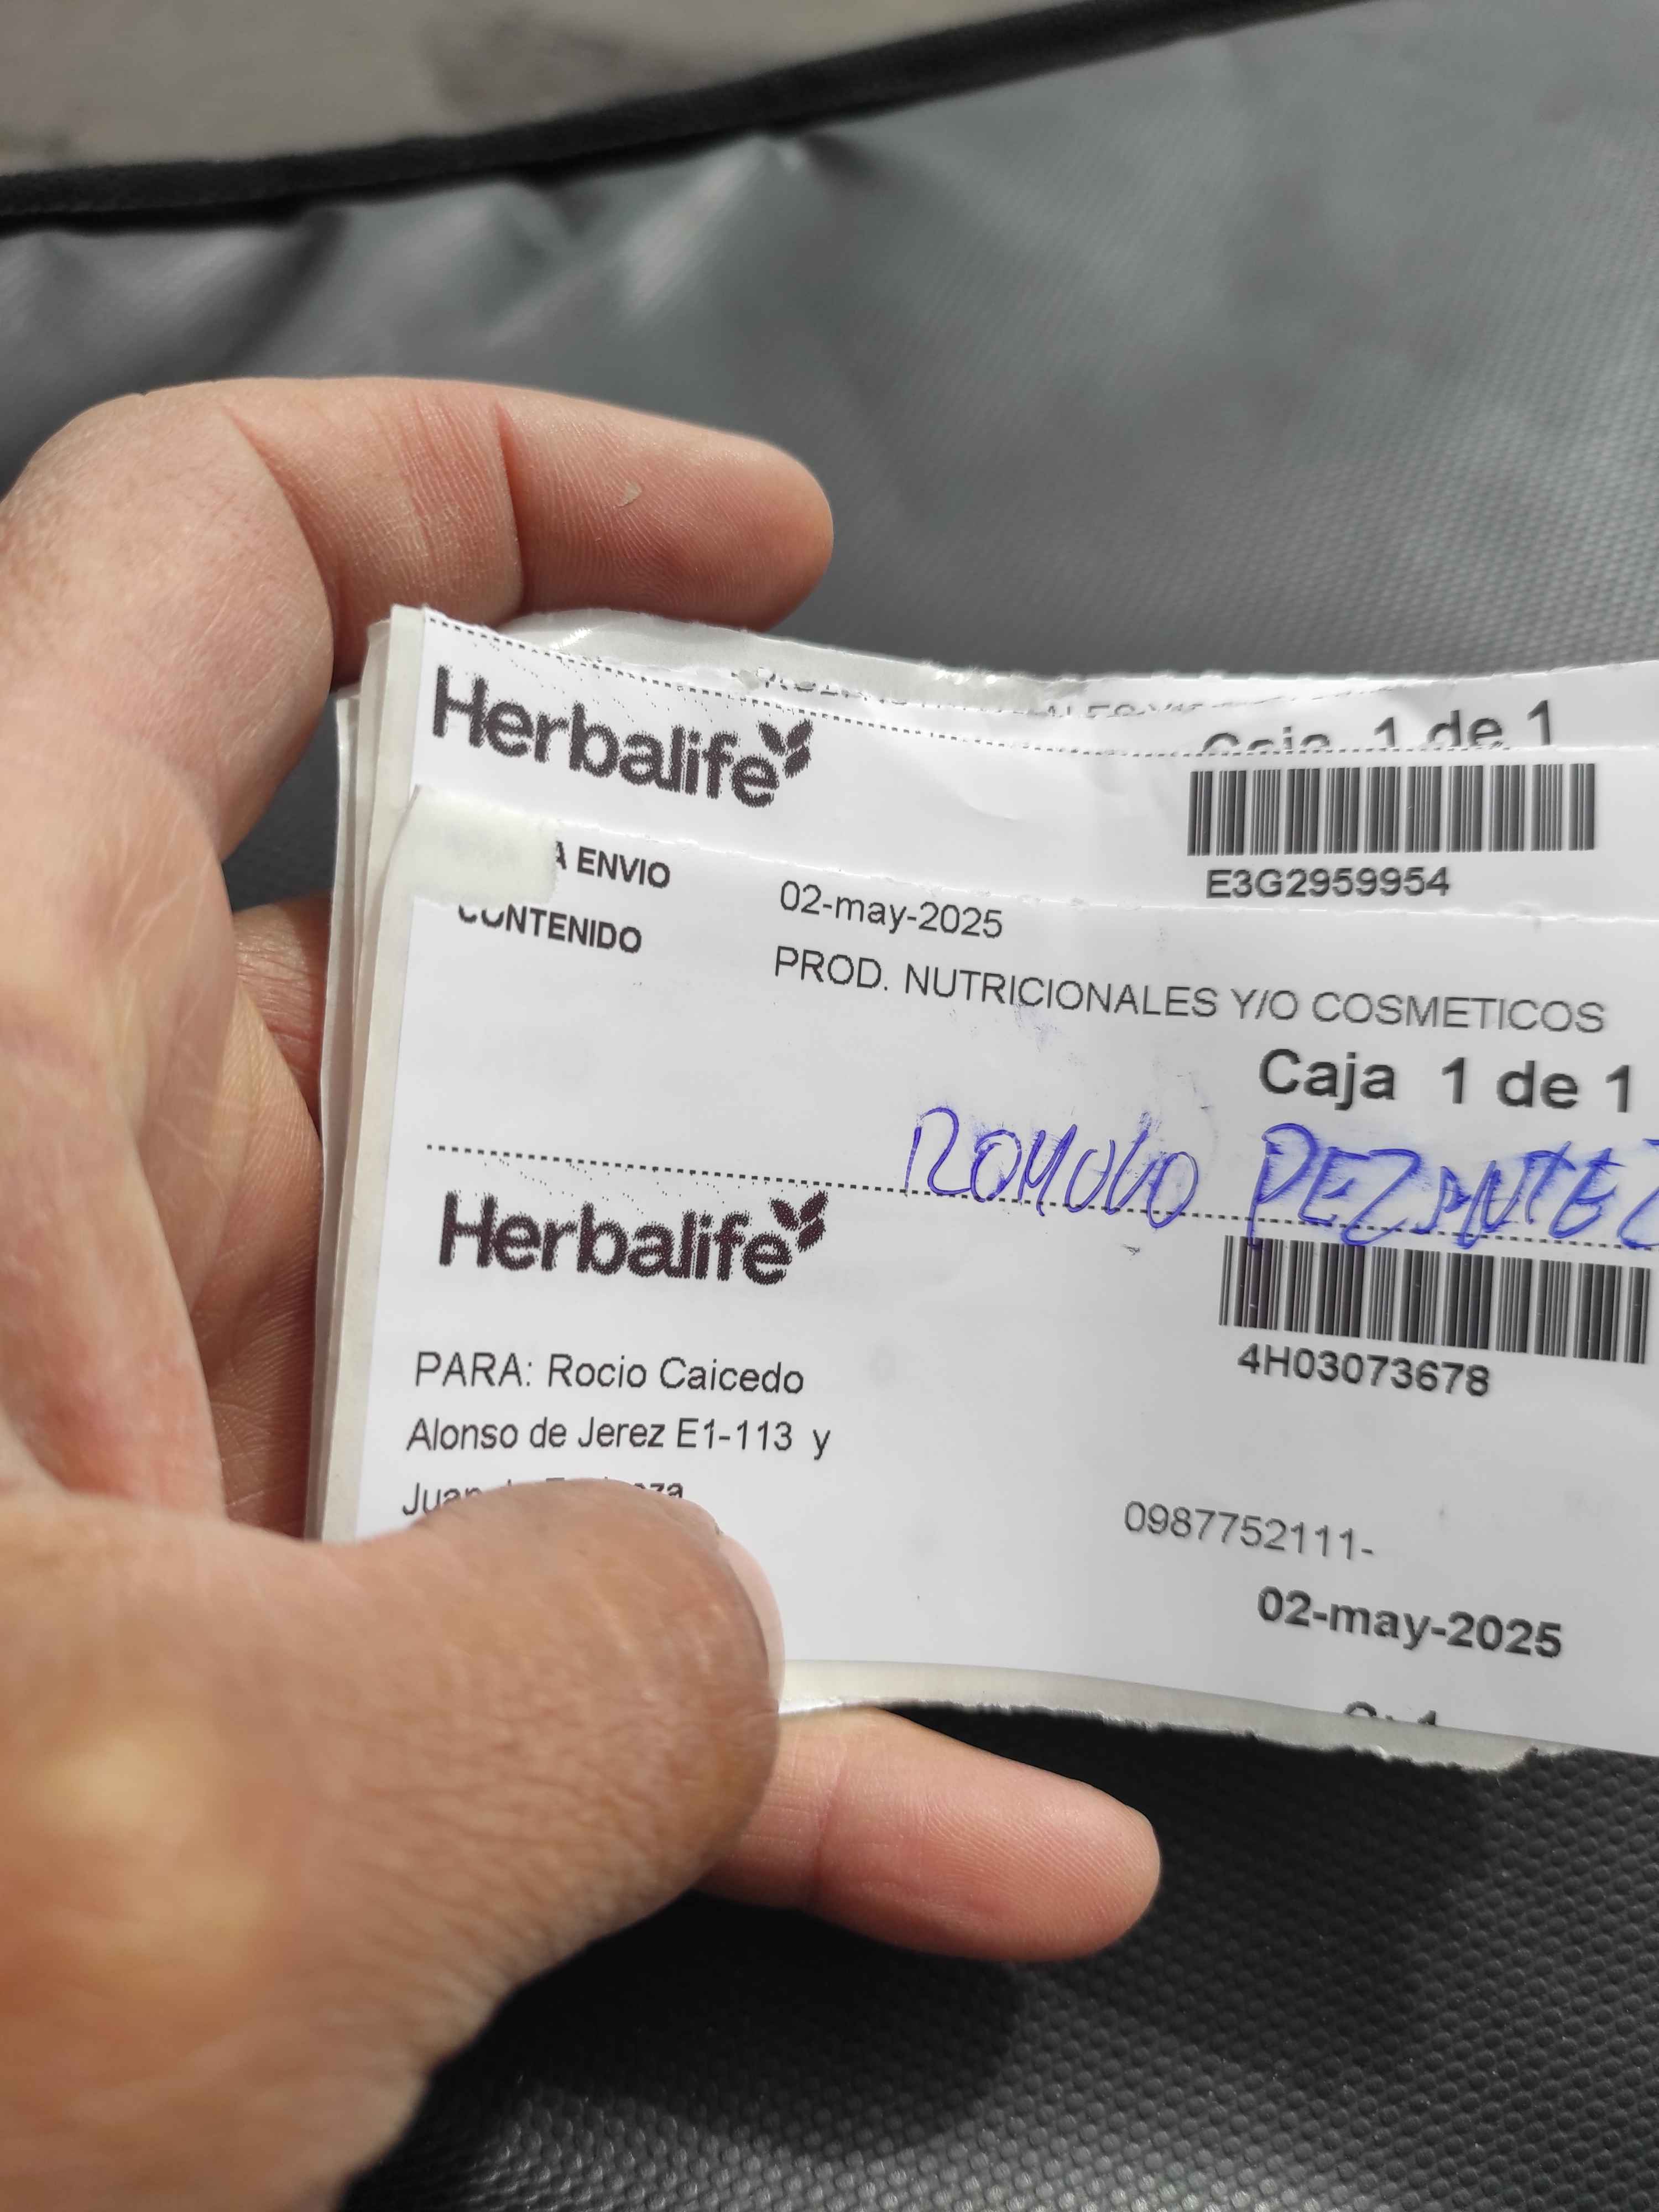 Caja 1 de 1
Herbalife
E3G2959954
A ENVIO 02-may-2025
CONTENIDO PROD. NUTRICIONALES Y/O COSMETICOS
Caja 1 de 1
ROMULO PEZANTEZ
Herbalife
4H03073678
PARA: Rocio Caicedo
Alonso de Jerez E1-113 y
0987752111-
02-may-2025